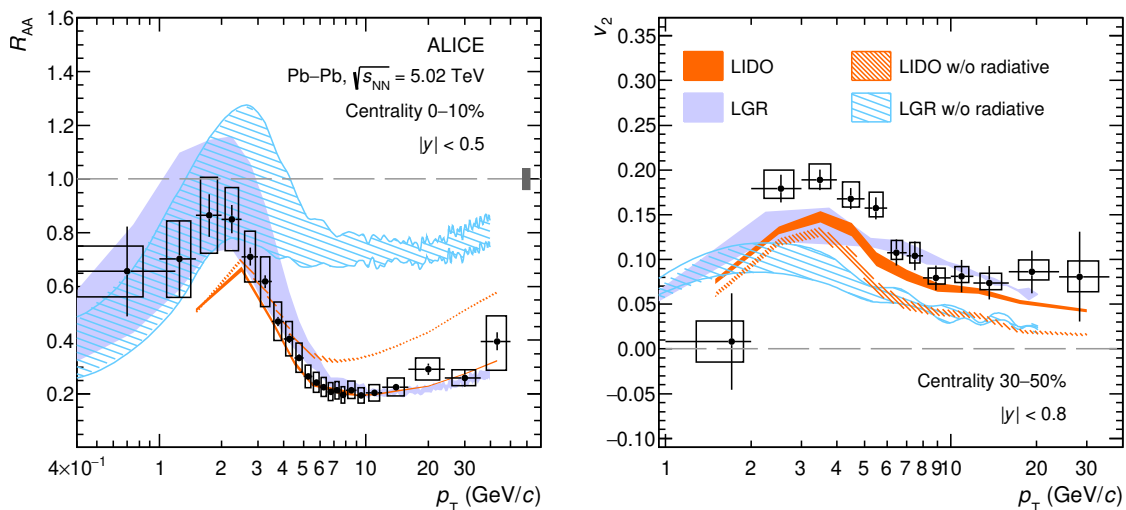 R_AA
1.6
1.4
1.2
1.0
0.8
0.6
0.4
0.2
ALICE
Pb–Pb, √s_NN = 5.02 TeV
Centrality 0–10%
|y| < 0.5
4×10⁻¹ 1 2 3 4 5 6 7 10 20 30
p_T (GeV/c)
v_2
0.35
0.30
0.25
0.20
0.15
0.10
0.05
0.00
−0.05
−0.10
LIDO
LIDO w/o radiative
LGR
LGR w/o radiative
Centrality 30–50%
|y| < 0.8
1 2 3 4 5 6 7 8 9 10 20 30
p_T (GeV/c)